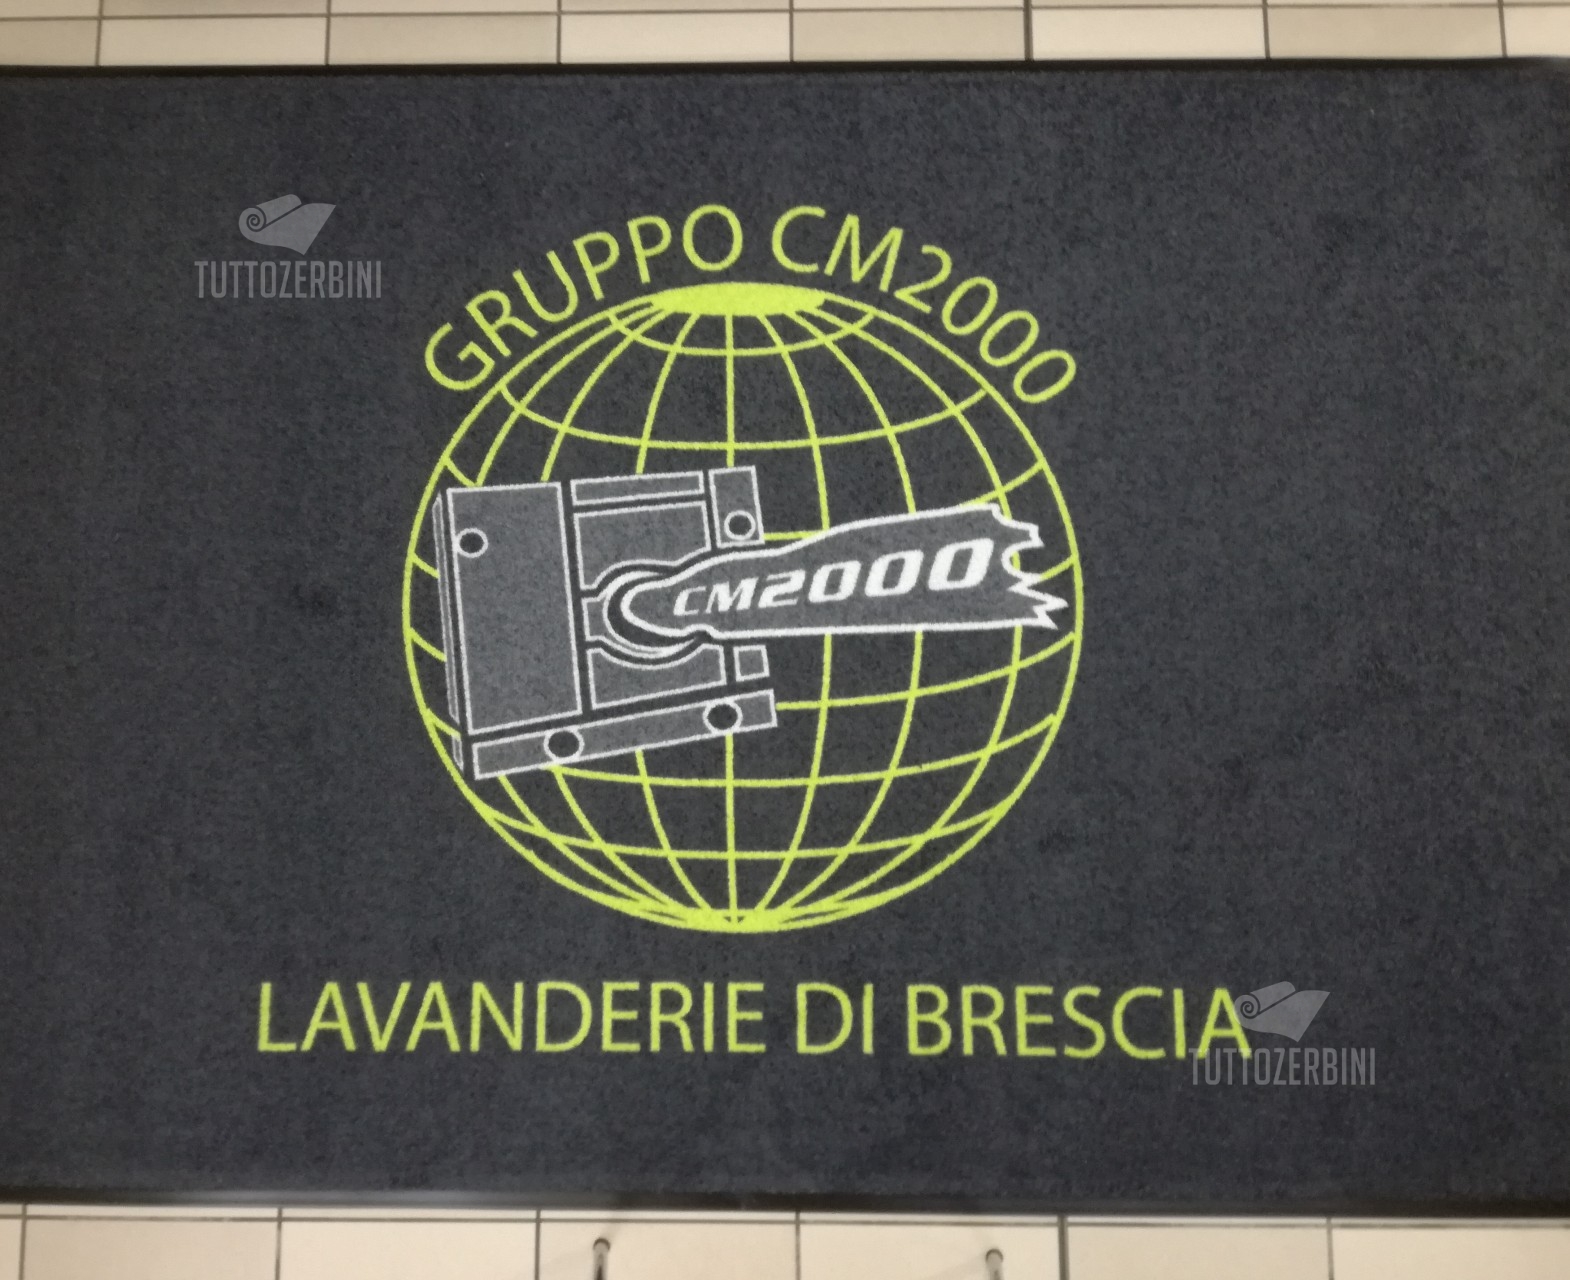 GRUPPO CM2000
TUTTOZERBINI
CM2000
LAVANDERIE DI BRESCIA
TUTTOZERBINI